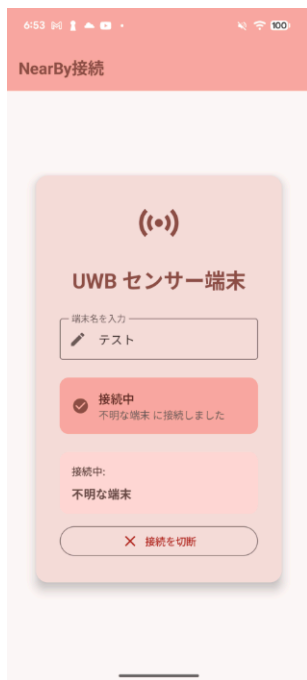 6:53
100
NearBy接続
UWB センサー端末
端末名を入力
テスト
接続中
不明な端末 に接続しました
接続中:
不明な端末
接続を切断